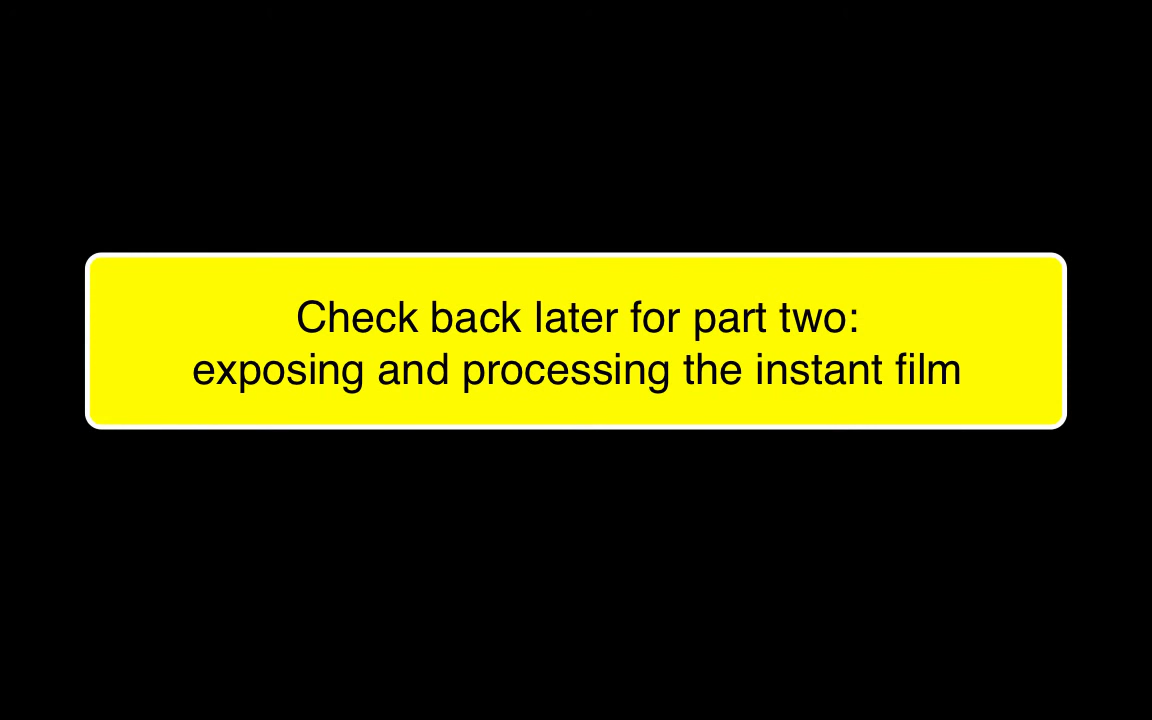 Check back later for part two:
exposing and processing the instant film